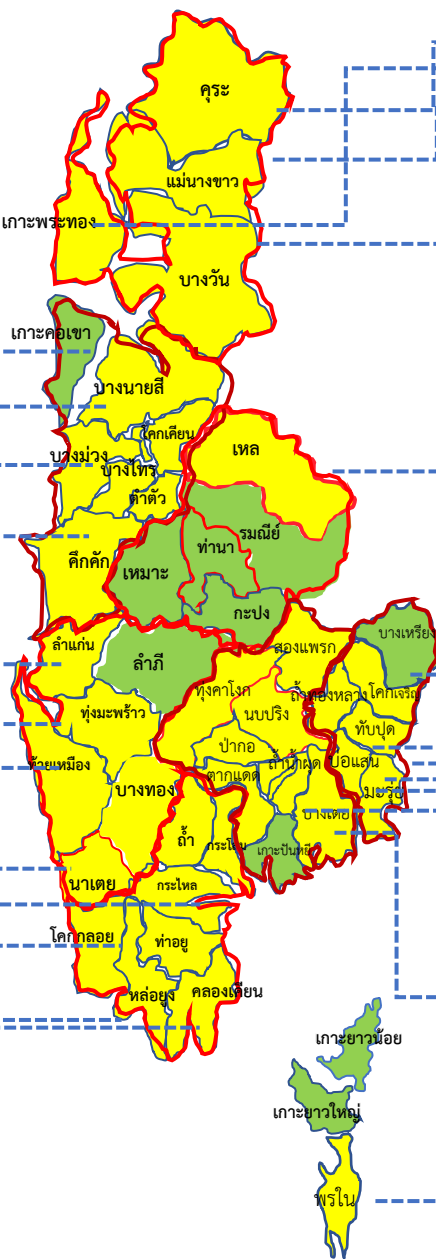 คุระ
แม่นางขาว
เกาะพระทอง
บางวัน
เกาะคอเขา
บางนายสี
โคกเคียน
เหล
บางม่วง
บางไทร
ตำตัว
รมณีย์
ท่านา
คึกคัก
เหมาะ
กะปง
บางเหรียง
ลำแก่น
ลำภี
สองแพรก
ทุ่งคาโงก
ถ้ำทองหลาง
โคกเจริญ
ทุ่งมะพร้าว
นบปริง
ทับปุด
ป่ากอ
ท้ายเหมือง
ถ้ำน้ำผุด
บ่อแสน
ตากแดด
บางทอง
มะรุ่ย
บางเตย
ถ้ำ
กระโสม
เกาะปันหยี
นาเตย
กระไหล
โคกกลอย
ท่าอยู่
หล่อยูง
คลองเคียน
เกาะยาวน้อย
เกาะยาวใหญ่
พรุใน